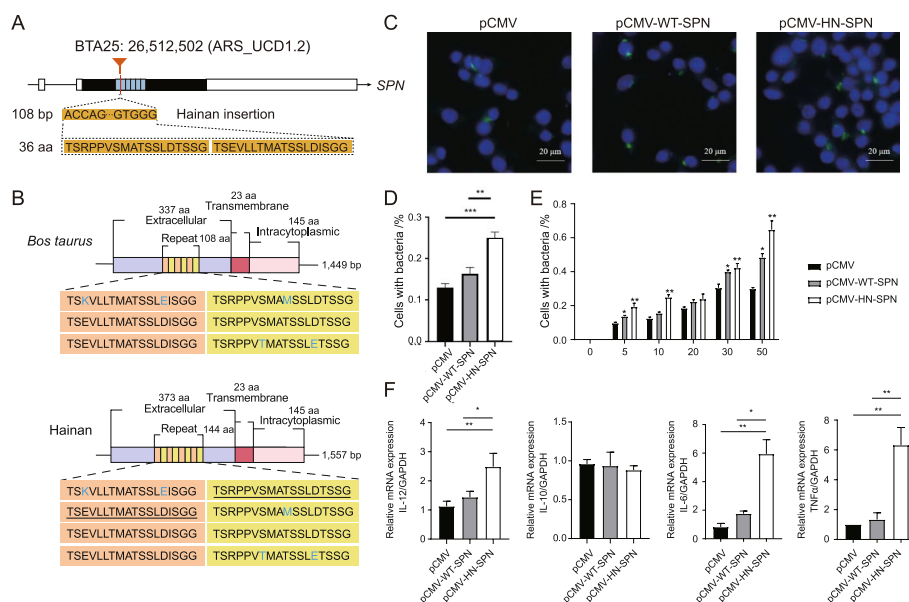 A
BTA25: 26,512,502 (ARS_UCD1.2)
SPN
108 bp
ACCAG···GTGGG
Hainan insertion
36 aa
TSRPPVSMATSSLDTSSG
TSEVLLTMATSSLDISGG
B
Bos taurus
337 aa
Extracellular
23 aa
Transmembrane
145 aa
Intracytoplasmic
Repeat
108 aa
1,449 bp
TSKVLLTMATSSLEISGG
TSRPPVSMAMSSLDTSSG
TSEVLLTMATSSLDISGG
TSRPPVSMATSSLDTSSG
TSEVLLTMATSSLDISGG
TSRPPVTMATSSLETSSG
Hainan
373 aa
Extracellular
23 aa
Transmembrane
145 aa
Intracytoplasmic
Repeat
144 aa
1,557 bp
TSKVLLTMATSSLEISGG
TSRPPVSMATSSLDTSSG
TSEVLLTMATSSLDISGG
TSRPPVSMAMSSLDTSSG
TSEVLLTMATSSLDISGG
TSRPPVSMATSSLDTSSG
TSEVLLTMATSSLDISGG
TSRPPVTMATSSLETSSG
C
pCMV
pCMV-WT-SPN
pCMV-HN-SPN
20 μm
20 μm
20 μm
D
Cells with bacteria /%
0.3
0.2
0.1
0.0
**
***
pCMV
pCMV-WT-SPN
pCMV-HN-SPN
E
Cells with bacteria /%
0.8
0.6
0.4
0.2
0.0
* ** ** * ** * **
0 5 10 20 30 50
pCMV
pCMV-WT-SPN
pCMV-HN-SPN
F
Relative mRNA expression
IL-12/GAPDH
4
3
2
1
0
*
**
pCMV
pCMV-WT-SPN
pCMV-HN-SPN
Relative mRNA expression
IL-10/GAPDH
1.5
1.0
0.5
0.0
pCMV
pCMV-WT-SPN
pCMV-HN-SPN
Relative mRNA expression
IL-6/GAPDH
8
6
4
2
0
*
**
pCMV
pCMV-WT-SPN
pCMV-HN-SPN
Relative mRNA expression
TNFα/GAPDH
8
6
4
2
0
**
**
pCMV
pCMV-WT-SPN
pCMV-HN-SPN